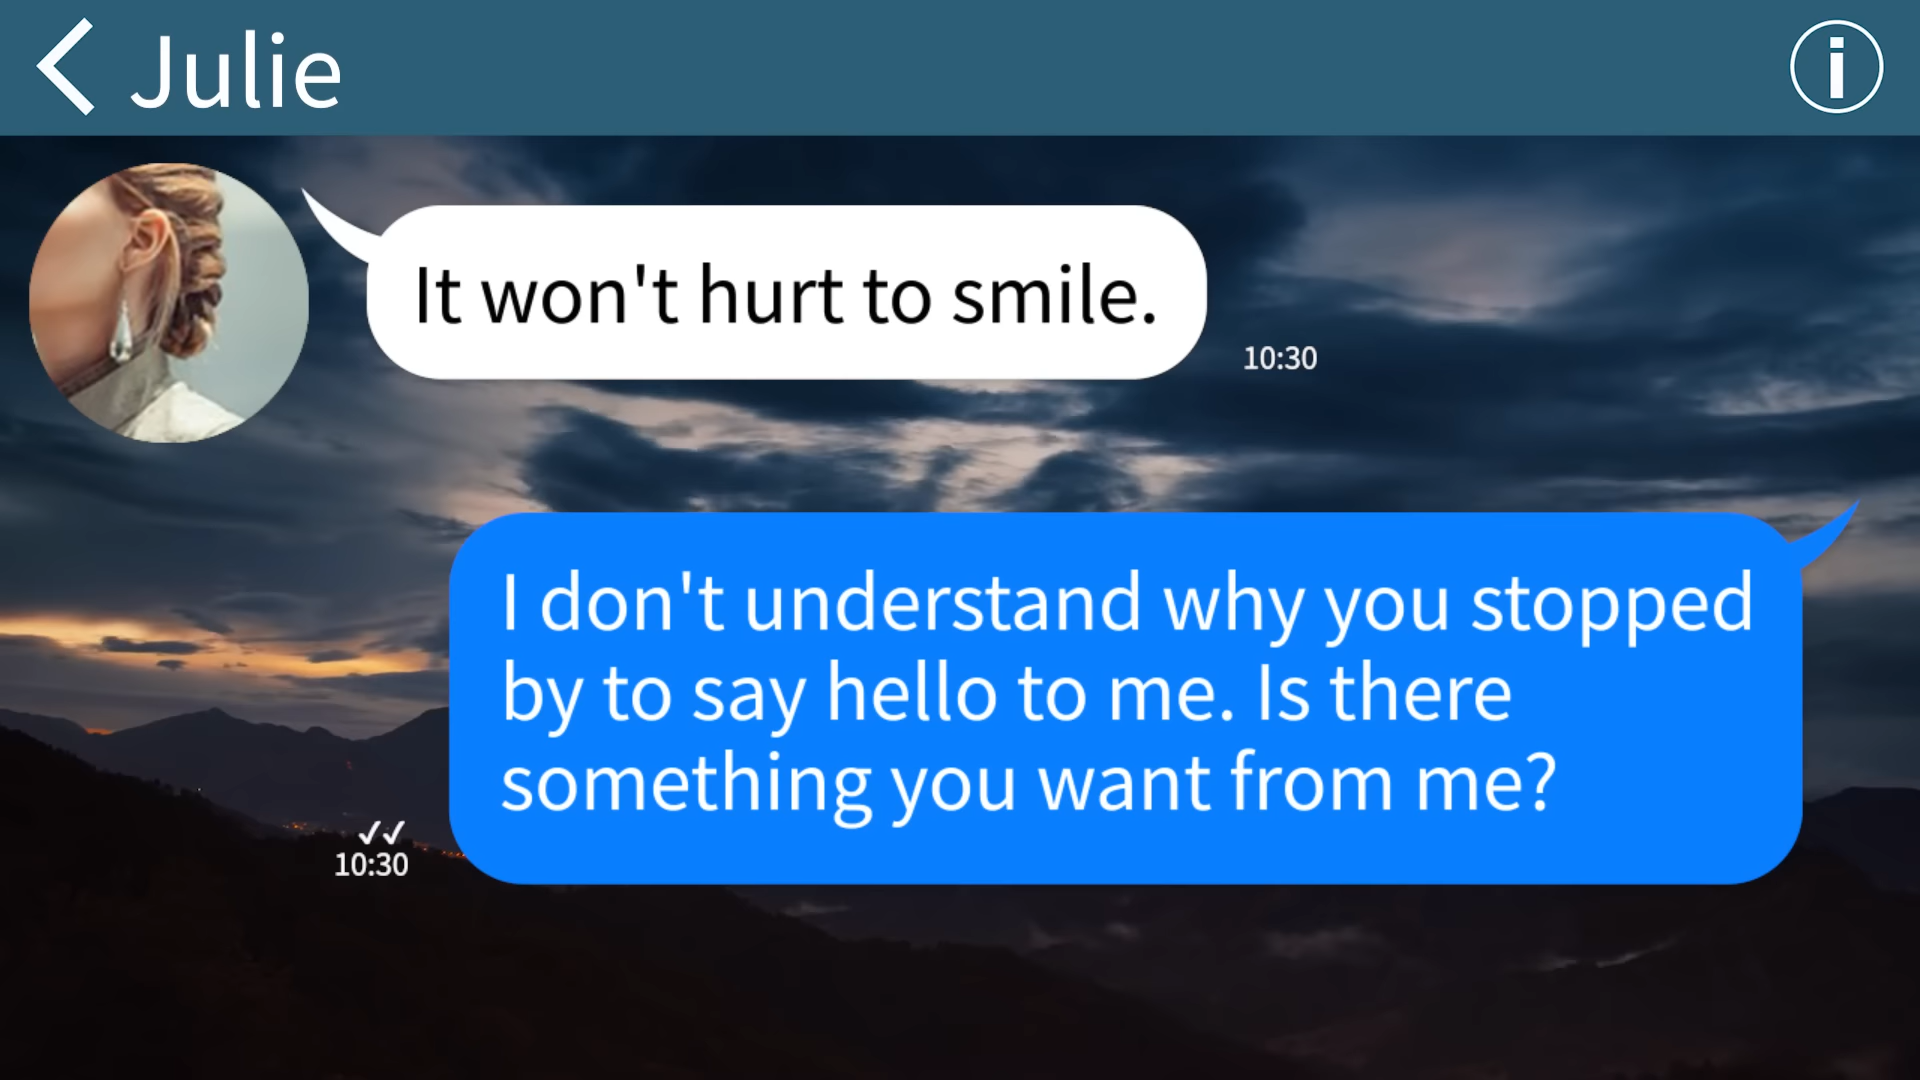 Julie
It won't hurt to smile.
10:30
I don't understand why you stopped
by to say hello to me. Is there
something you want from me?
10:30